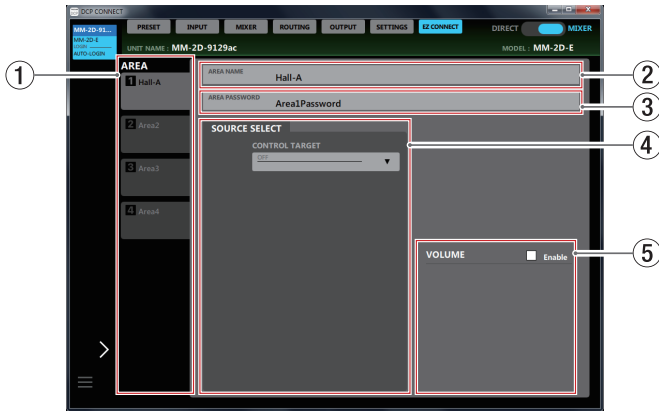 DCP CONNECT
MM-2D-91...
MM-2D-E
LOGIN
AUTO-LOGIN
PRESET INPUT MIXER ROUTING OUTPUT SETTINGS EZ CONNECT DIRECT MIXER
UNIT NAME : MM-2D-9129ac MODEL : MM-2D-E
AREA
1 Hall-A
2 Area2
3 Area3
4 Area4
AREA NAME
Hall-A
AREA PASSWORD
Area1Password
SOURCE SELECT
CONTROL TARGET
OFF
VOLUME Enable
1
2
3
4
5